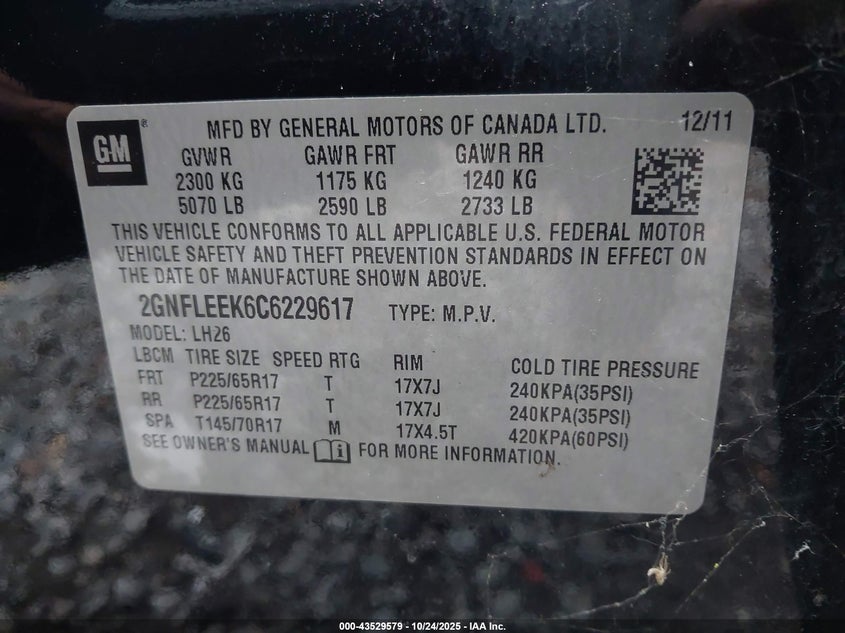 GM ® MFD BY GENERAL MOTORS OF CANADA LTD. 12/11
GVWR GAWR FRT GAWR RR
2300 KG 1175 KG 1240 KG
5070 LB 2590 LB 2733 LB
THIS VEHICLE CONFORMS TO ALL APPLICABLE U.S. FEDERAL MOTOR
VEHICLE SAFETY AND THEFT PREVENTION STANDARDS IN EFFECT ON
THE DATE OF MANUFACTURE SHOWN ABOVE.
2GNFLEEK6C6229617 TYPE: M.P.V.
MODEL: LH26
LBCM TIRE SIZE SPEED RTG RIM COLD TIRE PRESSURE
FRT P225/65R17 T 17X7J 240KPA(35PSI)
RR P225/65R17 T 17X7J 240KPA(35PSI)
SPA T145/70R17 M 17X4.5T 420KPA(60PSI)
SEE OWNER'S MANUAL FOR MORE INFORMATION.
000-43529579 - 10/24/2025 - IAA Inc.